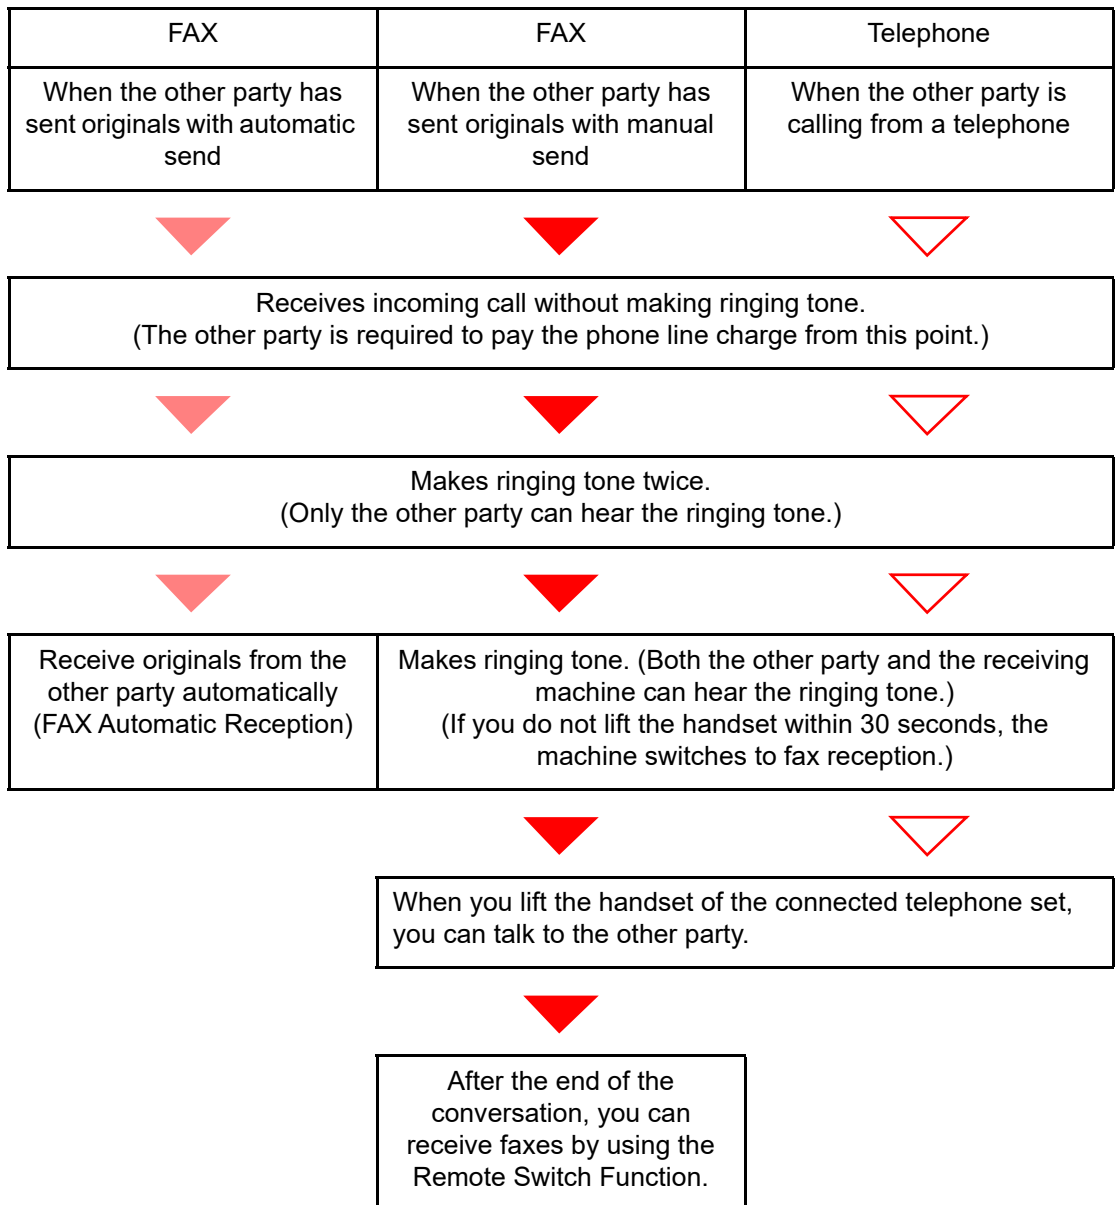 FAX
FAX
Telephone
When the other party has
sent originals with automatic
send
When the other party has
sent originals with manual
send
When the other party is
calling from a telephone
Receives incoming call without making ringing tone.
(The other party is required to pay the phone line charge from this point.)
Makes ringing tone twice.
(Only the other party can hear the ringing tone.)
Receive originals from the
other party automatically
(FAX Automatic Reception)
Makes ringing tone. (Both the other party and the receiving
machine can hear the ringing tone.)
(If you do not lift the handset within 30 seconds, the
machine switches to fax reception.)
When you lift the handset of the connected telephone set,
you can talk to the other party.
After the end of the
conversation, you can
receive faxes by using the
Remote Switch Function.